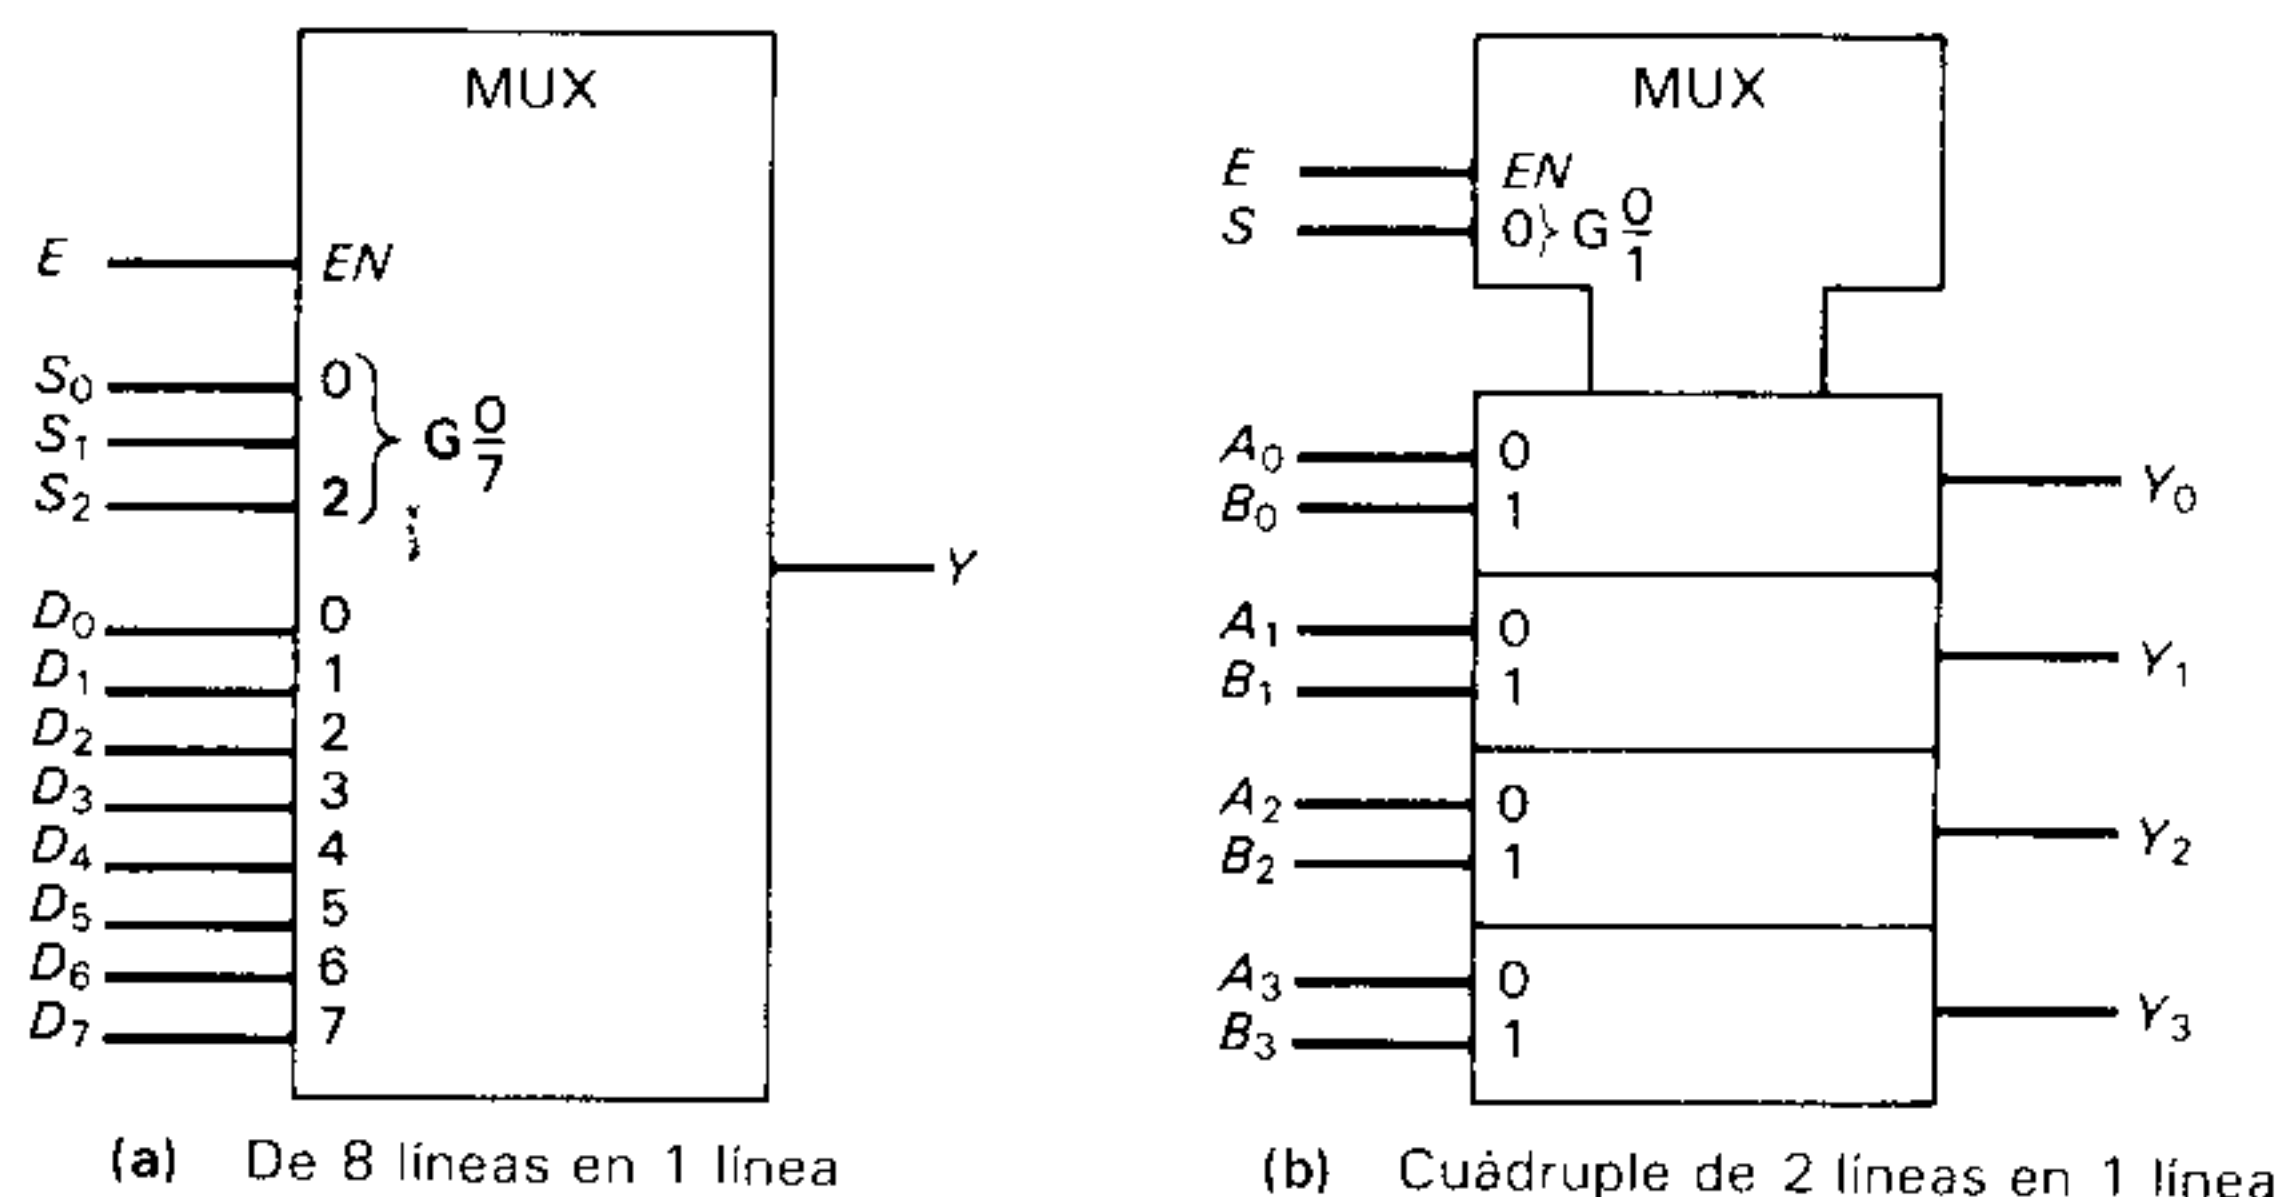 MUX
E EN
S₀ 0
S₁ G 0/7
S₂ 2
D₀ 0
D₁ 1
D₂ 2
D₃ 3
D₄ 4
D₅ 5
D₆ 6
D₇ 7
Y
(a) De 8 líneas en 1 línea
MUX
E EN
S 0} G 0/1
A₀ 0
B₀ 1
Y₀
A₁ 0
B₁ 1
Y₁
A₂ 0
B₂ 1
Y₂
A₃ 0
B₃ 1
Y₃
(b) Cuádruple de 2 líneas en 1 línea